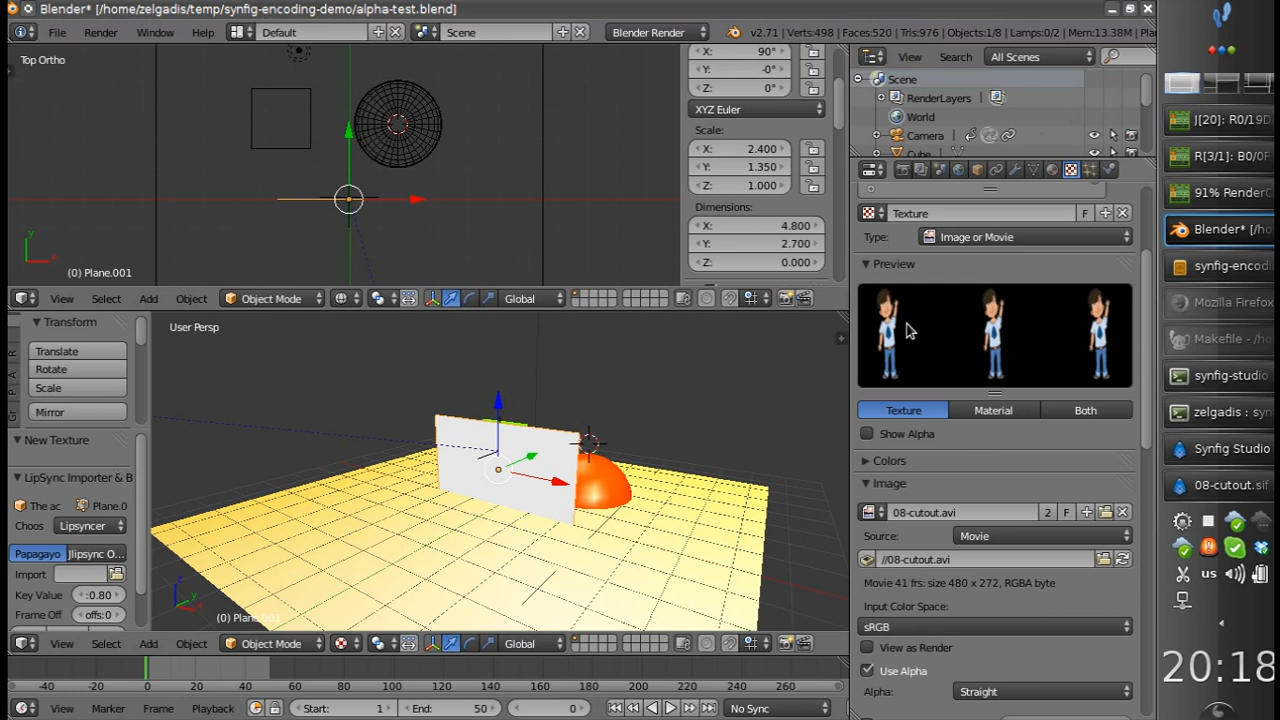 Blender* [/home/zelgadis/temp/synfig-encoding-demo/alpha-test.blend]
File Render Window Help Default Scene Blender Render v2.71 | Verts:498 | Faces:520 | Tris:976 | Objects:1/8 | Lamps:0/2 | Mem:13.38M | Pla
Top Ortho
(0) Plane.001
View Select Add Object Object Mode Global
X: 90°
Y: -0°
Z: 0°
XYZ Euler
Scale:
X: 2.400
Y: 1.350
Z: 1.000
Dimensions:
X: 4.800
Y: 2.700
Z: 0.000
Transform
Translate
Rotate
Scale
Mirror
New Texture
LipSync Importer & B
The ac Plane.0
Choos Lipsyncer
Papagayo Jlipsync O...
Import
Key Value :0.80
Frame Off offs:0
User Persp
(0) Plane.001
View Select Add Object Object Mode Global
-40 -20 0 20 40 60 80 100 120 140 160 180 200 220 240 260
View Marker Frame Playback Start: 1 End: 50 0 No Sync
View Search All Scenes
Scene
RenderLayers
World
Camera
Cube
Texture F
Type: Image or Movie
Preview
Texture Material Both
Show Alpha
Colors
Image
08-cutout.avi 2 F
Source: Movie
//08-cutout.avi
Movie 41 frs: size 480 x 272, RGBA byte
Input Color Space:
sRGB
View as Render
Use Alpha
Alpha: Straight
J[20]: R0/19D
R[3/1]: B0/0F
91% RenderC
Blender* [/ho
synfig-encodi
Mozilla Firefox
Makefile - /ho
synfig-studio
zelgadis : sy
Synfig Studio
08-cutout.sif
us
20:18